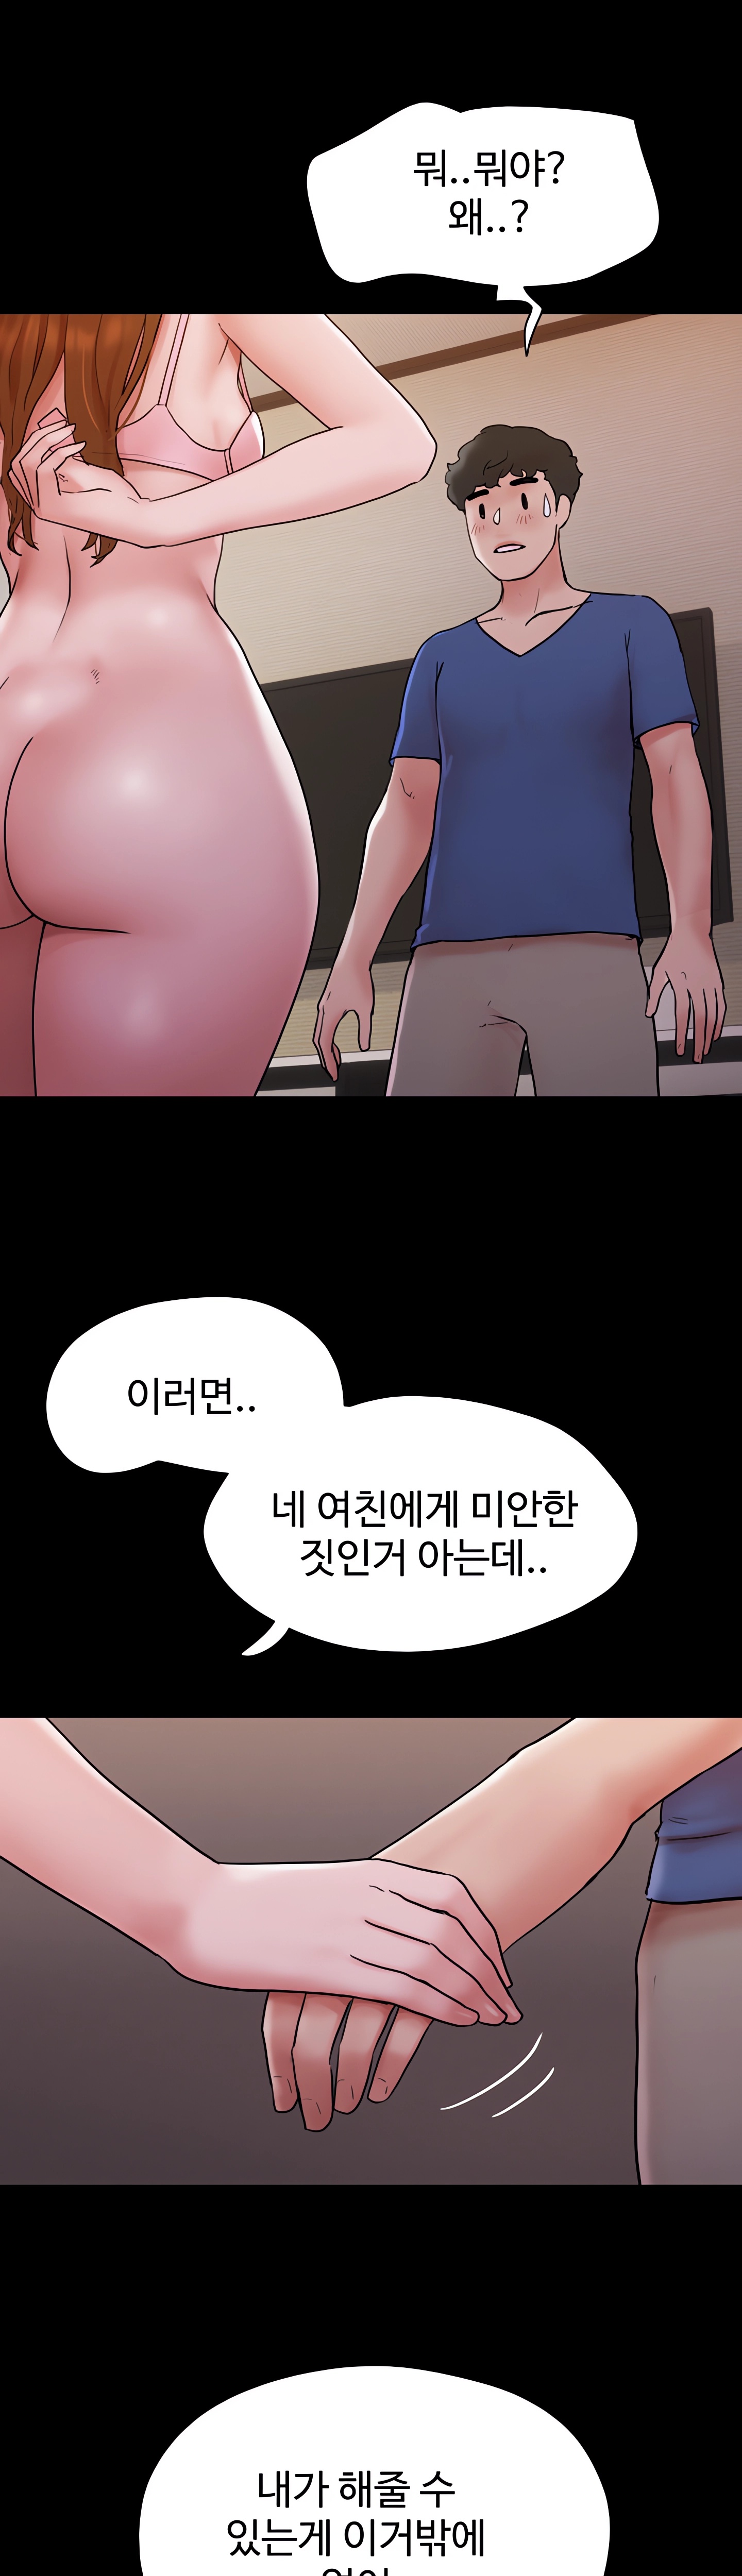 뭐..뭐야?
왜..?
이러면..
네 여친에게 미안한
짓인거 아는데..
내가 해줄 수
있는게 이거밖에